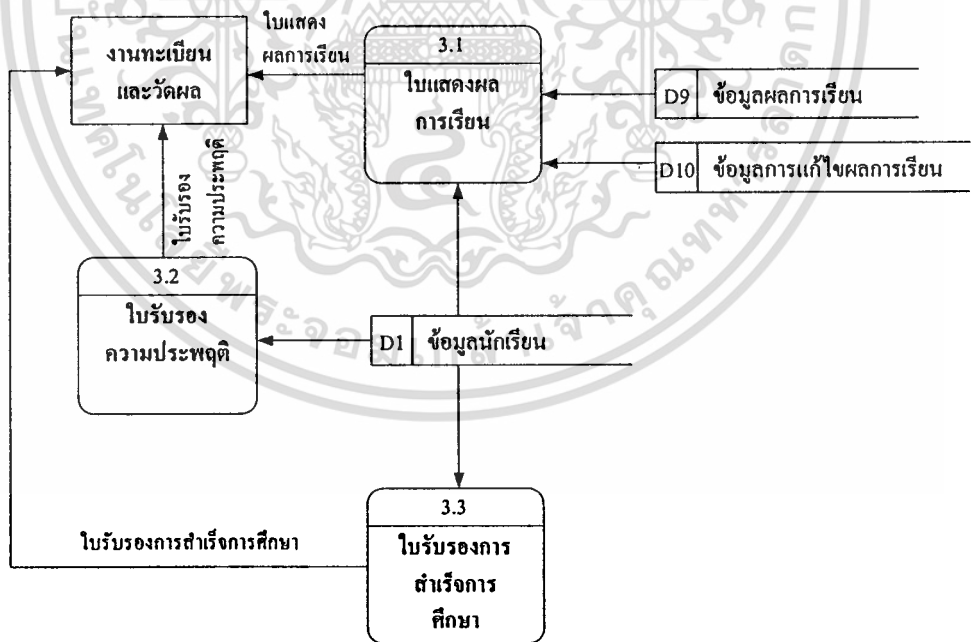 งานทะเบียน
และวัดผล
ใบแสดง
ผลการเรียน
3.1
ใบแสดงผล
การเรียน
D9 ข้อมูลผลการเรียน
D10 ข้อมูลการแก้ไขผลการเรียน
ใบรับรอง
ความประพฤติ
3.2
ใบรับรอง
ความประพฤติ
D1 ข้อมูลนักเรียน
3.3
ใบรับรองการ
สำเร็จการ
ศึกษา
ใบรับรองการสำเร็จการศึกษา